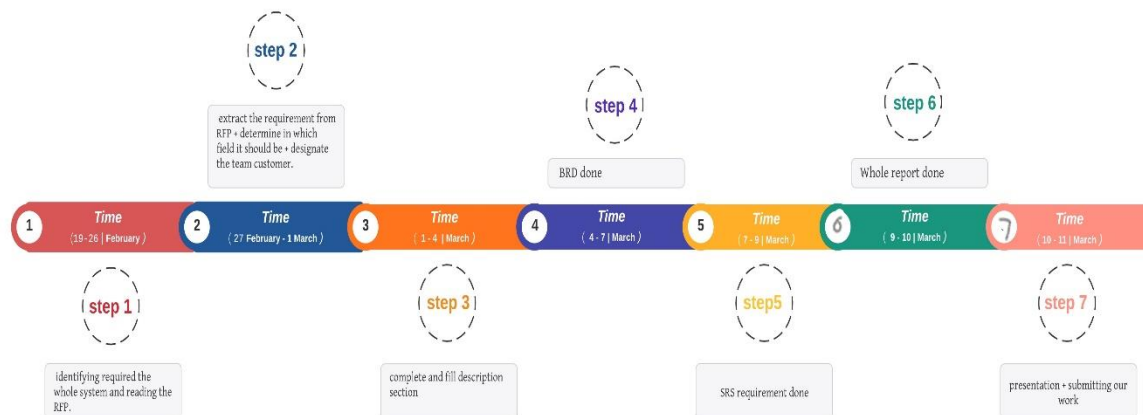 step 2
extract the requirement from
RFP + determine in which
field it should be + designate
the team customer.
step 4
BRD done
step 6
Whole report done
1
Time
(19-26 | February )
2
Time
( 27 February - 1 March )
3
Time
( 1 - 4 | March )
4
Time
( 4 - 7 | March )
5
Time
( 7 - 9 | March )
6
Time
( 9 - 10 | March )
7
Time
( 10 - 11 | March )
step 1
identifying required the
whole system and reading the
RFP.
step 3
complete and fill description
section
step5
SRS requirement done
step 7
presentation + submitting our
work